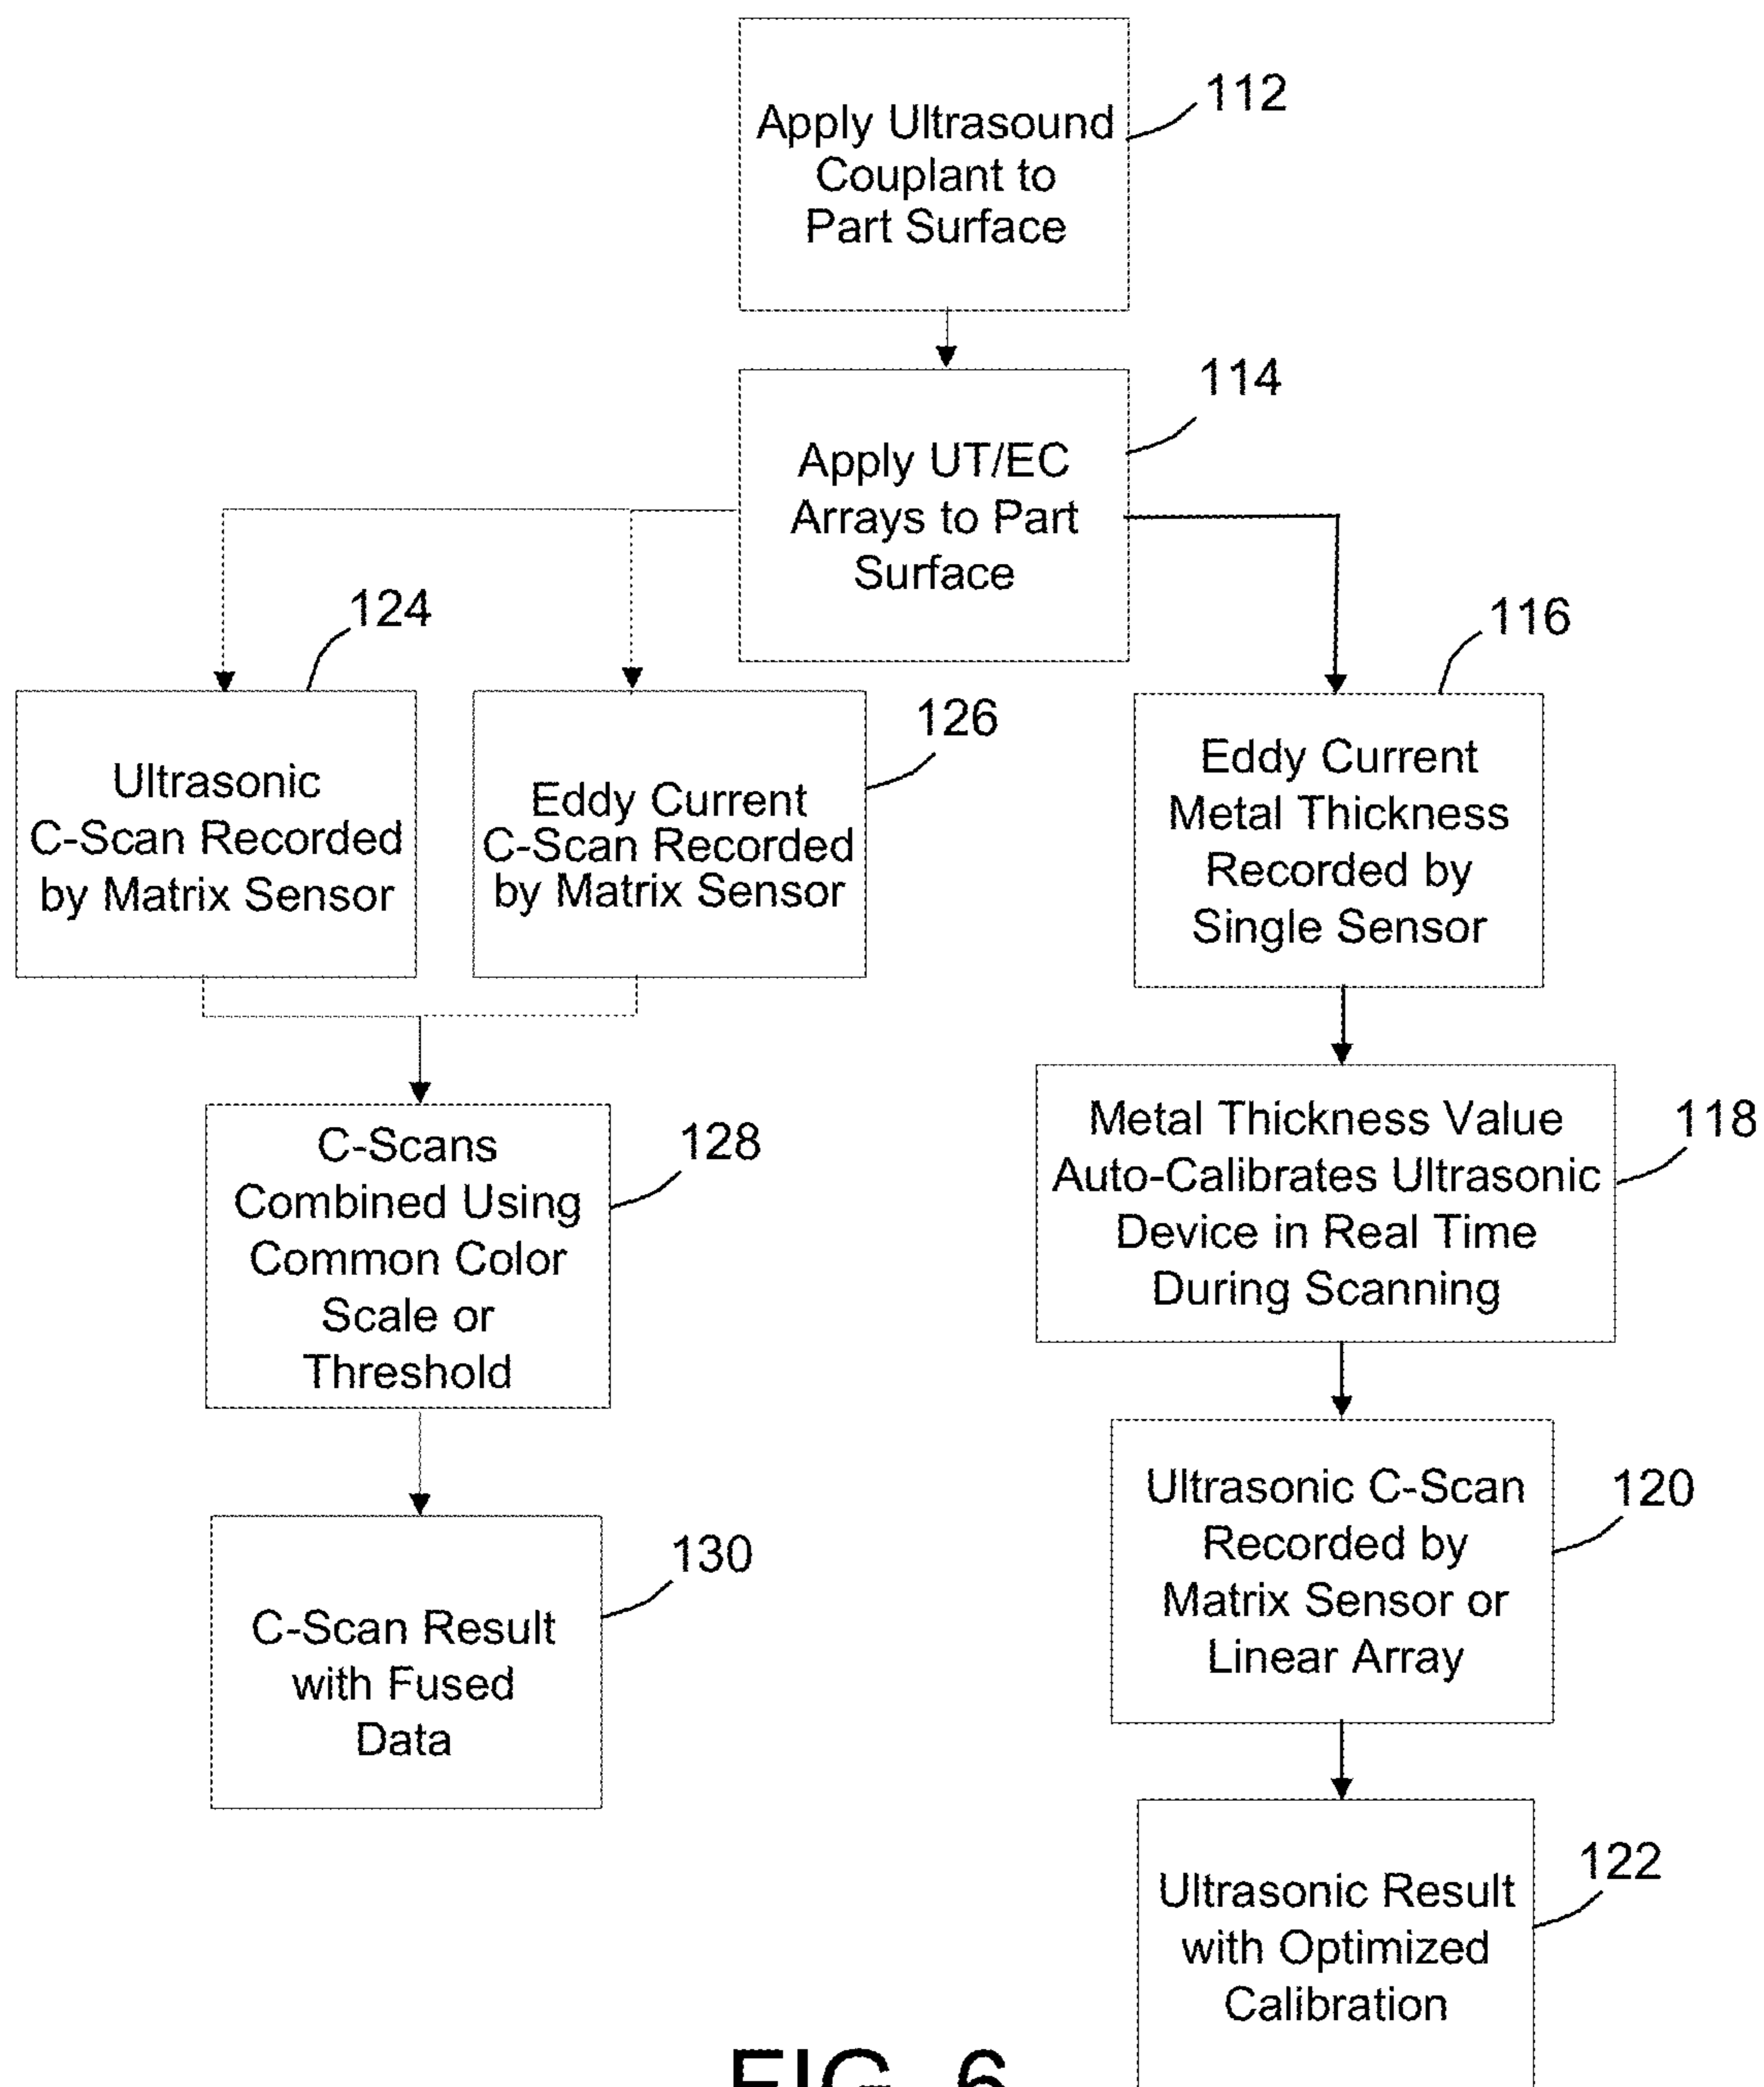 Apply Ultrasound
Couplant to
Part Surface
112
Apply UT/EC
Arrays to Part
Surface
114
124
Ultrasonic
C-Scan Recorded
by Matrix Sensor
126
Eddy Current
C-Scan Recorded
by Matrix Sensor
116
Eddy Current
Metal Thickness
Recorded by
Single Sensor
C-Scans
Combined Using
Common Color
Scale or
Threshold
128
Metal Thickness Value
Auto-Calibrates Ultrasonic
Device in Real Time
During Scanning
118
C-Scan Result
with Fused
Data
130
Ultrasonic C-Scan
Recorded by
Matrix Sensor or
Linear Array
120
Ultrasonic Result
with Optimized
Calibration
122
FIG. 6